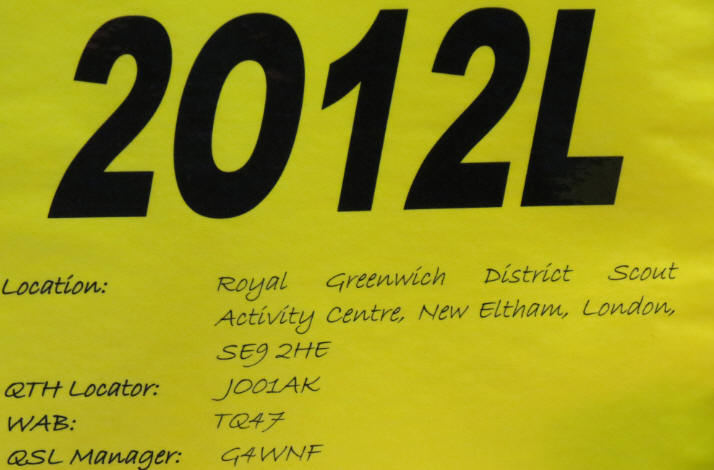 2012L
Location: Royal Greenwich District Scout
Activity Centre, New Eltham, London,
SE9 2HE
QTH Locator: JO01AK
WAB: TQ47
QSL Manager: G4WNF